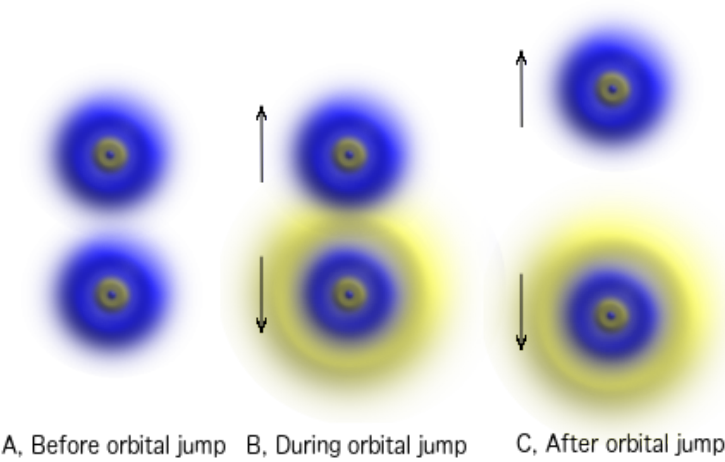 A, Before orbital jump
B, During orbital jump
C, After orbital jump